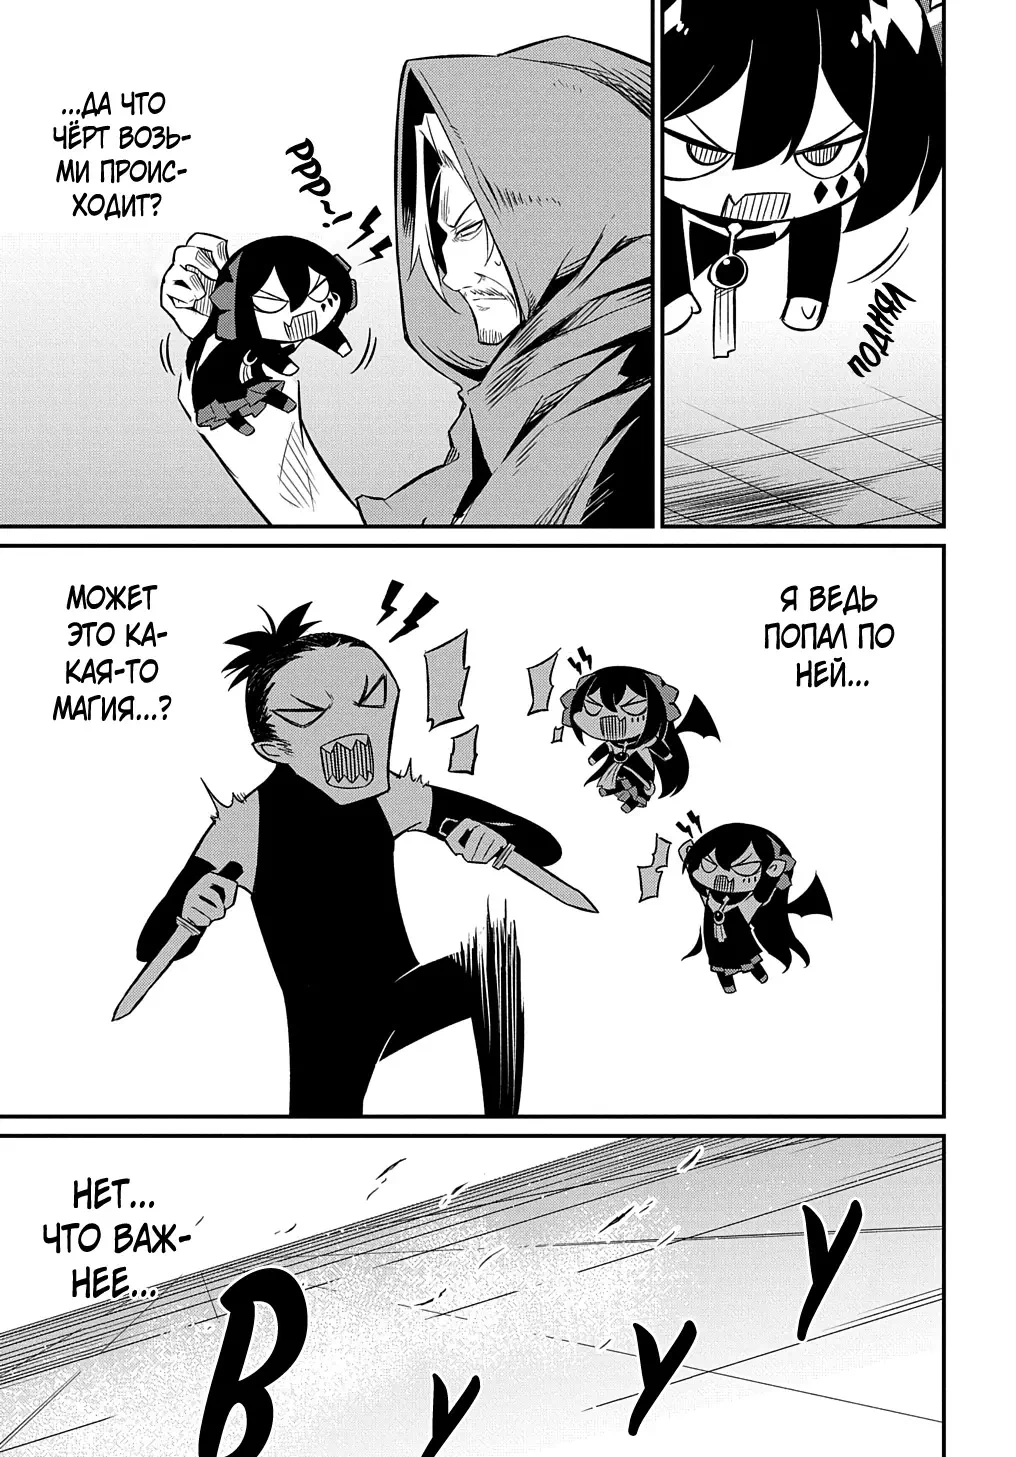 ПОДНЯЛ
РРР~!
...ДА ЧТО
ЧЁРТ ВОЗЬ-
МИ ПРОИС-
ХОДИТ?
Я ВЕДЬ
ПОПАЛ ПО
НЕЙ...
МОЖЕТ
ЭТО КА-
КАЯ-ТО
МАГИЯ...?
НЕТ...
ЧТО ВАЖ-
НЕЕ...
ВУУУ